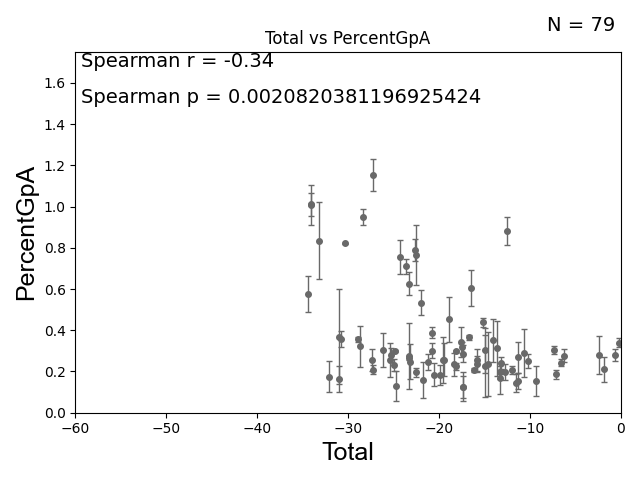 N = 79
Total vs PercentGpA
Spearman r = -0.34
Spearman p = 0.0020820381196925424
PercentGpA
1.6
1.4
1.2
1.0
0.8
0.6
0.4
0.2
0.0
−60 −50 −40 −30 −20 −10 0
Total